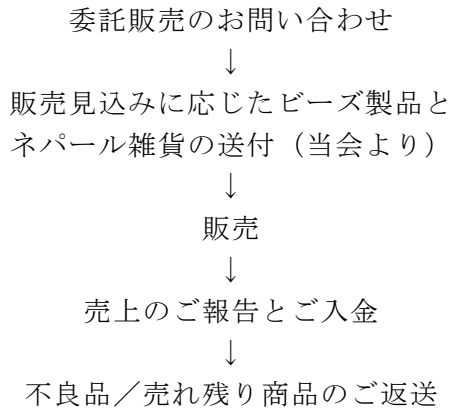 委託販売のお問い合わせ
↓
販売見込みに応じたビーズ製品と
ネパール雑貨の送付（当会より）
↓
販売
↓
売上のご報告とご入金
↓
不良品／売れ残り商品のご返送